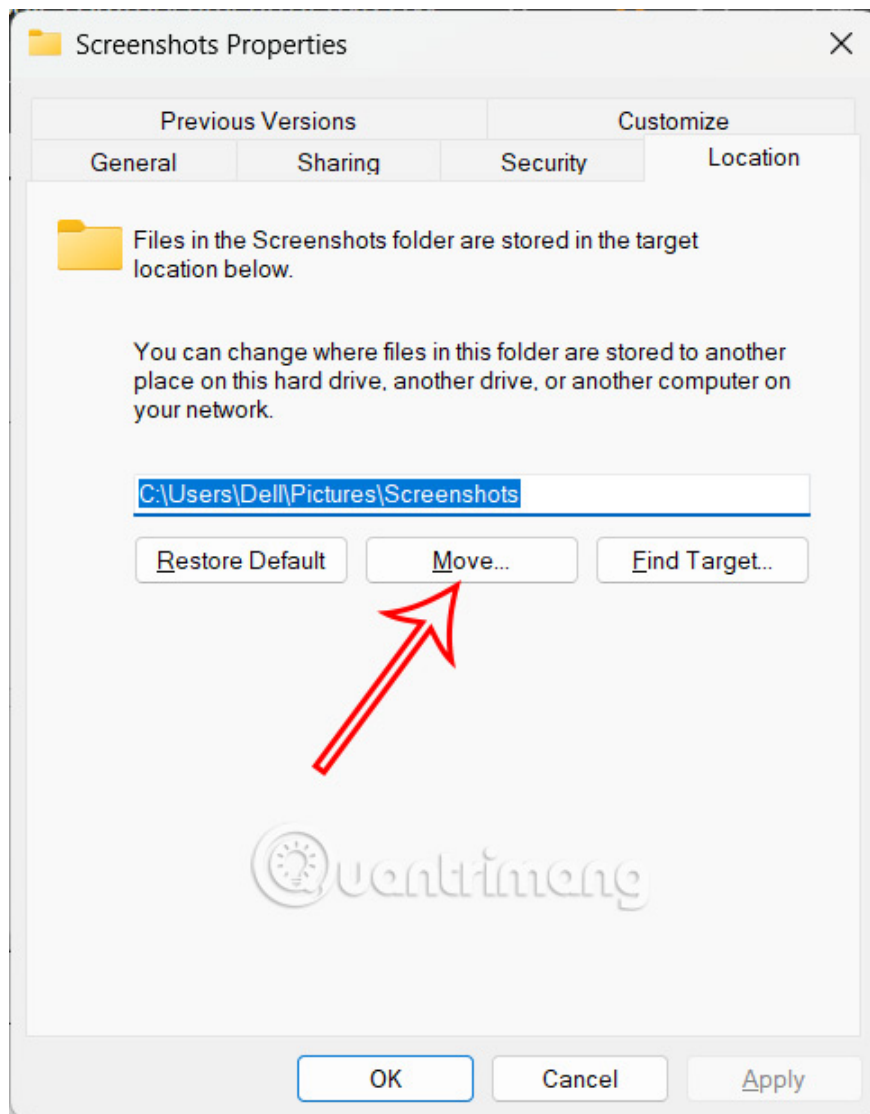 Screenshots Properties
Previous Versions
Customize
General
Sharing
Security
Location
Files in the Screenshots folder are stored in the target
location below.
You can change where files in this folder are stored to another
place on this hard drive, another drive, or another computer on
your network.
C:\Users\Dell\Pictures\Screenshots
Restore Default
Move...
Find Target...
Quantrimang
OK
Cancel
Apply